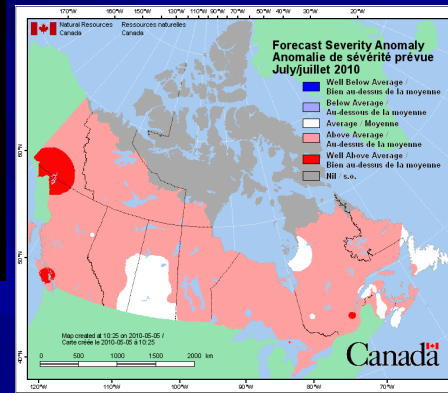 170°W 160°W 150°W 140°W 130°W 110°W 90°W 70°W 50°W 40°W 30°W 20°W
Natural Resources Canada
Ressources naturelles Canada
Forecast Severity Anomaly
Anomalie de sévérité prévue
July/juillet 2010
Well Below Average /
Bien au-dessus de la moyenne
Below Average /
Au-dessous de la moyenne
Average / Moyenne
Above Average /
Au-dessus de la moyenne
Well Above Average /
Bien au-dessus de la moyenne
Nil / s.o.
60°N
50°N
40°N
Map created at 10:25 on 2010-05-05 /
Carte créée le 2010-05-05 à 10:25
0 500 1000 1500 2000 km
Canada
120°W 110°W 100°W 90°W 80°W 70°W